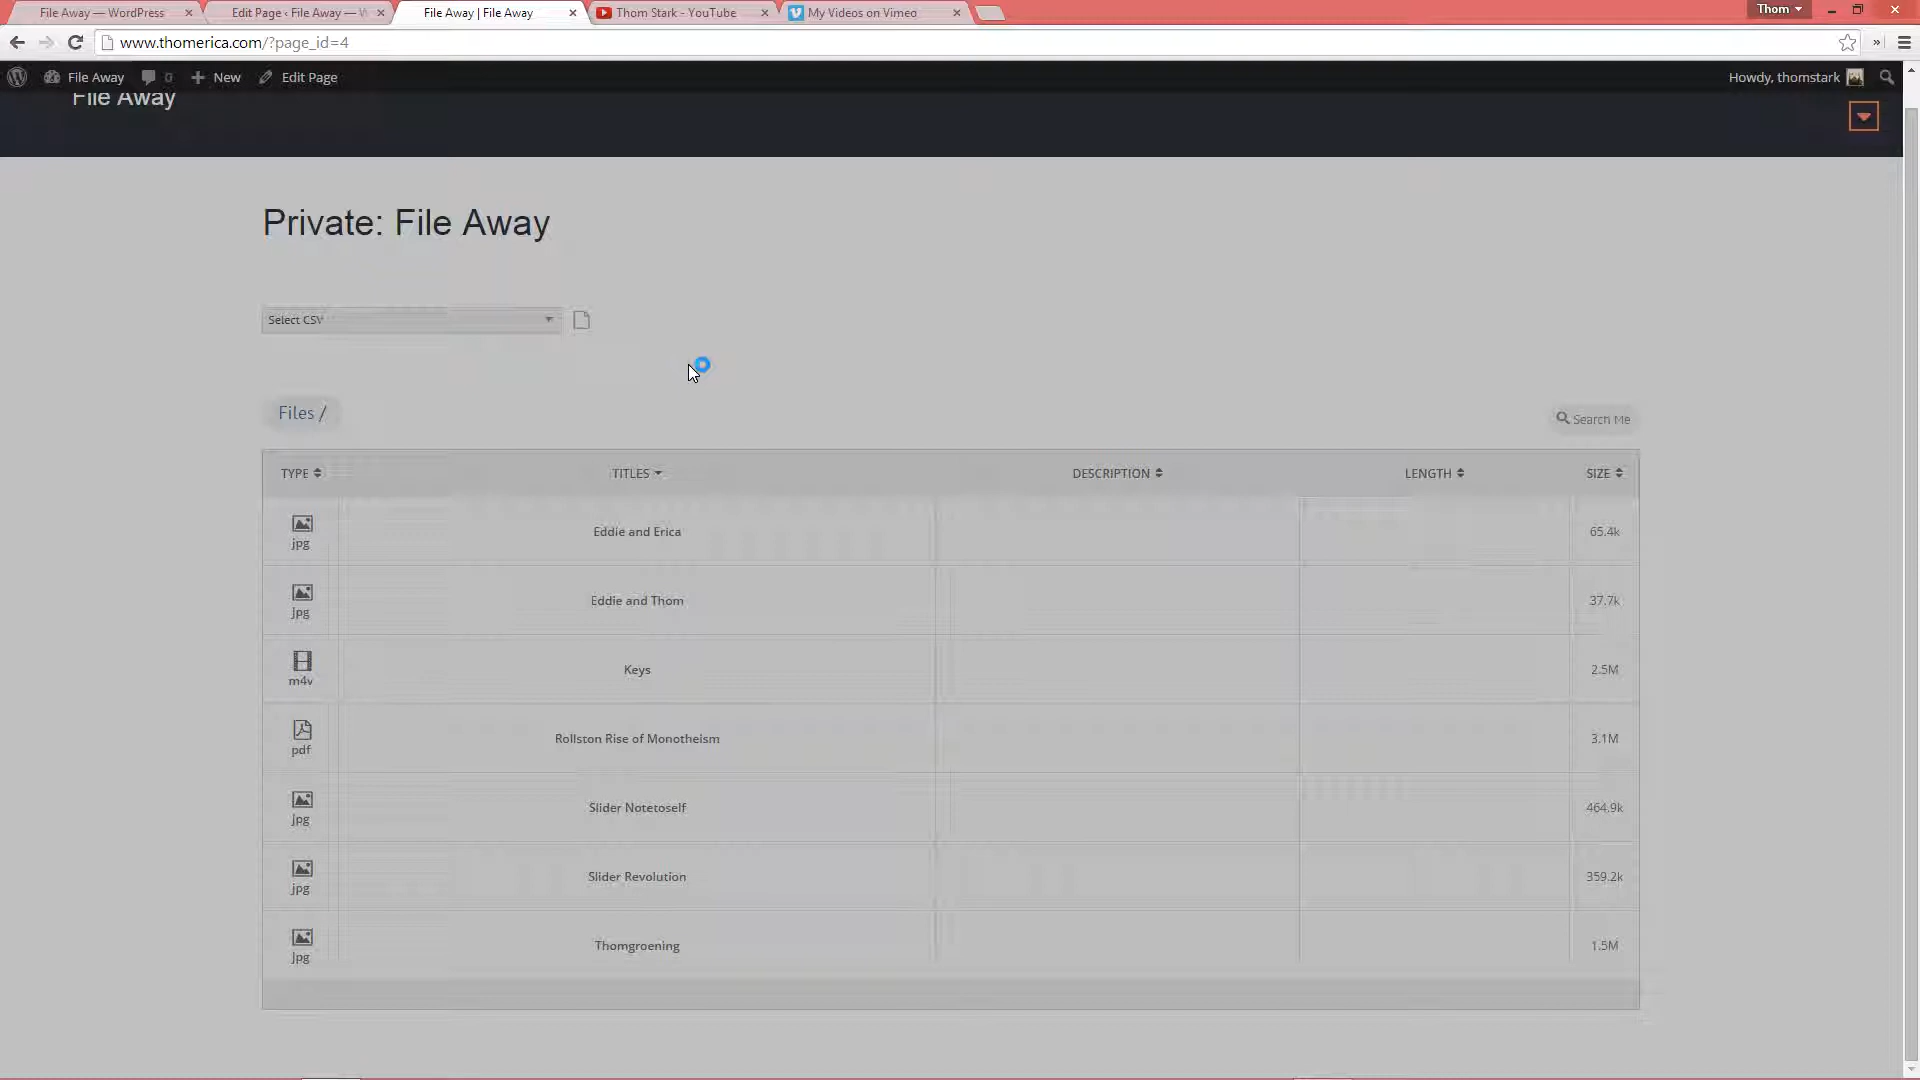 File Away — WordPress
Edit Page ‹ File Away — W
File Away | File Away
Thom Stark - YouTube
My Videos on Vimeo
Thom
www.thomerica.com/?page_id=4
File Away
0
New
Edit Page
Howdy, thomstark
File Away
Private: File Away
Select CSV
Files /
Search Me
TYPE TITLES DESCRIPTION LENGTH SIZE
jpg Eddie and Erica 65.4k
jpg Eddie and Thom 37.7k
m4v Keys 2.5M
pdf Rollston Rise of Monotheism 3.1M
jpg Slider Notetoself 464.9k
jpg Slider Revolution 359.2k
jpg Thomgroening 1.5M